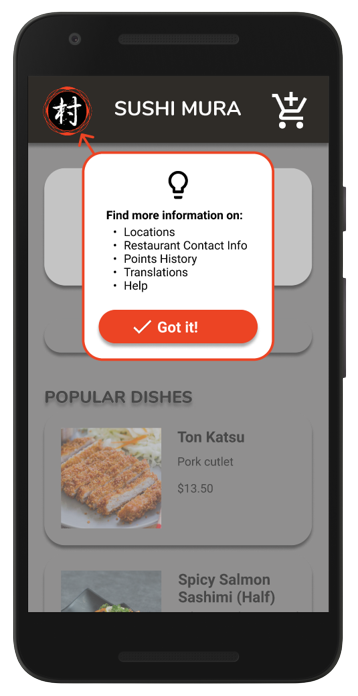 村
SUSHI MURA
Find more information on:
• Locations
• Restaurant Contact Info
• Points History
• Translations
• Help
Got it!
POPULAR DISHES
Ton Katsu
Pork cutlet
$13.50
Spicy Salmon
Sashimi (Half)